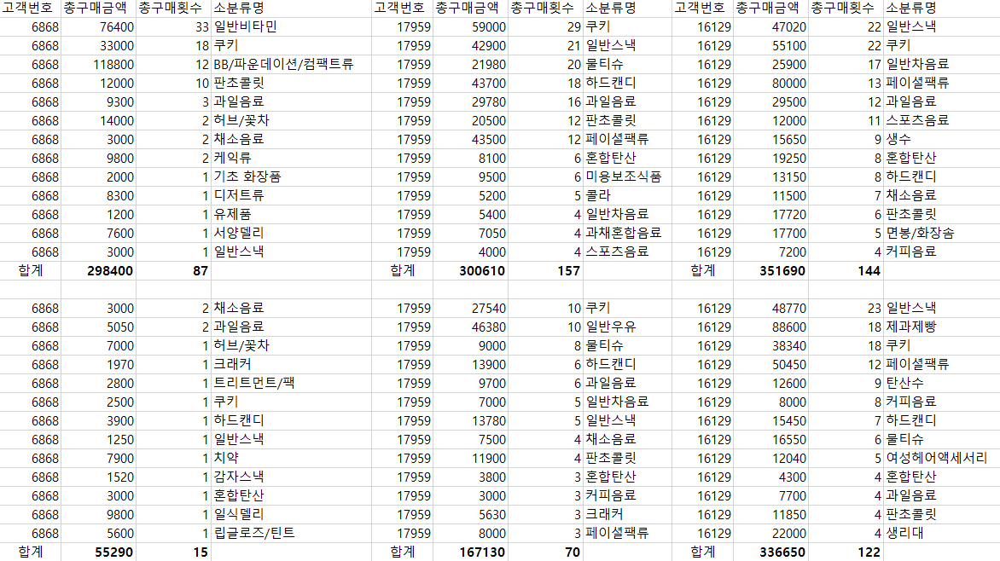 고객번호 총구매금액 총구매횟수 소분류명 고객번호 총구매금액 총구매횟수 소분류명 고객번호 총구매금액 총구매횟수 소분류명
6868 76400 33 일반비타민 17959 59000 29 쿠키 16129 47020 22 일반스낵
6868 33000 18 쿠키 17959 42900 21 일반스낵 16129 55100 22 쿠키
6868 118800 12 BB/파운데이션/컴팩트류 17959 21980 20 물티슈 16129 25900 17 일반차음료
6868 12000 10 판초콜릿 17959 43700 18 하드캔디 16129 80000 13 페이셜팩류
6868 9300 3 과일음료 17959 29780 16 과일음료 16129 29500 12 과일음료
6868 14000 2 허브/꽃차 17959 20500 12 판초콜릿 16129 12000 11 스포츠음료
6868 3000 2 채소음료 17959 43500 12 페이셜팩류 16129 15650 9 생수
6868 9800 2 케익류 17959 8100 6 혼합탄산 16129 19250 8 혼합탄산
6868 2000 1 기초 화장품 17959 9500 6 미용보조식품 16129 13150 8 하드캔디
6868 8300 1 디저트류 17959 5200 5 콜라 16129 11500 7 채소음료
6868 1200 1 유제품 17959 5400 4 일반차음료 16129 17720 6 판초콜릿
6868 7600 1 서양델리 17959 7050 4 과채혼합음료 16129 17700 5 면봉/화장솜
6868 3000 1 일반스낵 17959 4000 4 스포츠음료 16129 7200 4 커피음료
합계 298400 87 합계 300610 157 합계 351690 144
6868 3000 2 채소음료 17959 27540 10 쿠키 16129 48770 23 일반스낵
6868 5050 2 과일음료 17959 46380 10 일반우유 16129 88600 18 제과제빵
6868 7000 1 허브/꽃차 17959 9000 8 물티슈 16129 38340 18 쿠키
6868 1970 1 크래커 17959 13900 6 하드캔디 16129 50450 12 페이셜팩류
6868 2800 1 트리트먼트/팩 17959 9700 6 과일음료 16129 12600 9 탄산수
6868 2500 1 쿠키 17959 7000 5 일반차음료 16129 8000 8 커피음료
6868 3900 1 하드캔디 17959 13780 5 일반스낵 16129 15450 7 하드캔디
6868 1250 1 일반스낵 17959 7500 4 채소음료 16129 16550 6 물티슈
6868 7900 1 치약 17959 11900 4 판초콜릿 16129 12040 5 여성헤어액세서리
6868 1520 1 감자스낵 17959 3800 3 혼합탄산 16129 4300 4 혼합탄산
6868 3000 1 혼합탄산 17959 3000 3 커피음료 16129 7700 4 과일음료
6868 9800 1 일식델리 17959 5630 3 크래커 16129 11850 4 판초콜릿
6868 5600 1 립글로즈/틴트 17959 8000 3 페이셜팩류 16129 22000 4 생리대
합계 55290 15 합계 167130 70 합계 336650 122